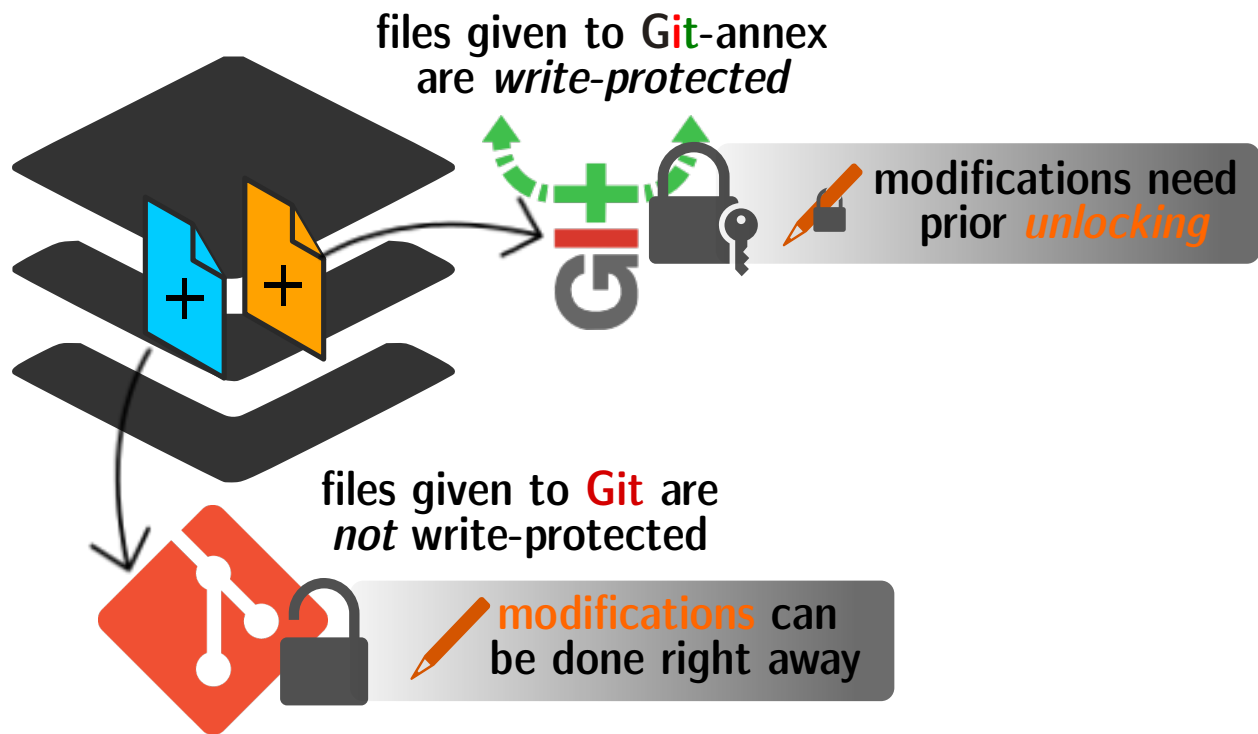 files given to Git-annex
are write-protected
modifications need
prior unlocking
GIt
files given to Git are
not write-protected
modifications can
be done right away